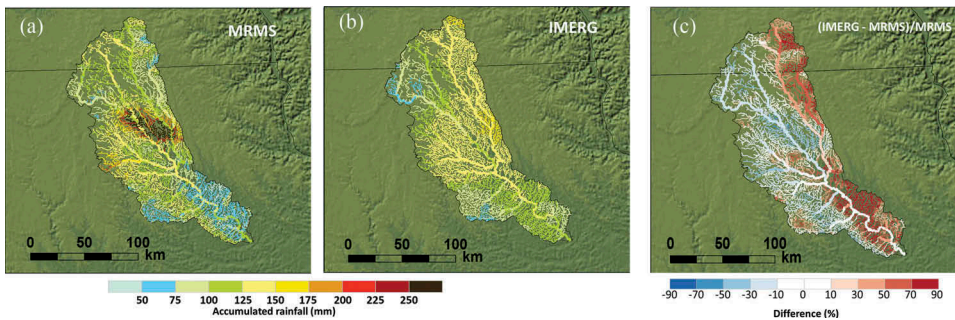 (a)
MRMS
0 50 100
km
(b)
IMERG
0 50 100
km
(c)
(IMERG - MRMS)/MRMS
0 50 100
km
50 75 100 125 150 175 200 225 250
Accumulated rainfall (mm)
-90 -70 -50 -30 -10 0 10 30 50 70 90
Difference (%)